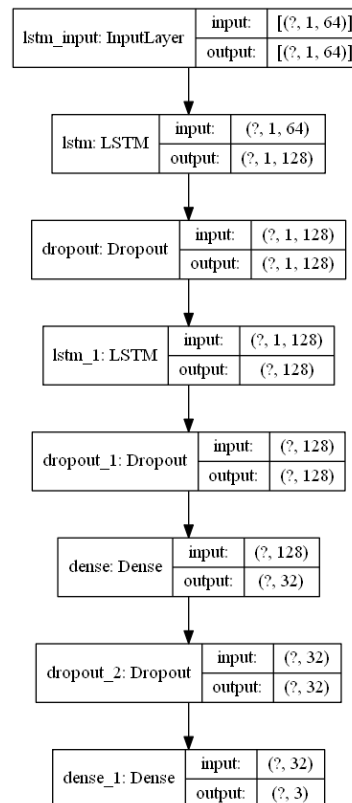 lstm_input: InputLayer
input: [(?, 1, 64)]
output: [(?, 1, 64)]
lstm: LSTM
input: (?, 1, 64)
output: (?, 1, 128)
dropout: Dropout
input: (?, 1, 128)
output: (?, 1, 128)
lstm_1: LSTM
input: (?, 1, 128)
output: (?, 128)
dropout_1: Dropout
input: (?, 128)
output: (?, 128)
dense: Dense
input: (?, 128)
output: (?, 32)
dropout_2: Dropout
input: (?, 32)
output: (?, 32)
dense_1: Dense
input: (?, 32)
output: (?, 3)